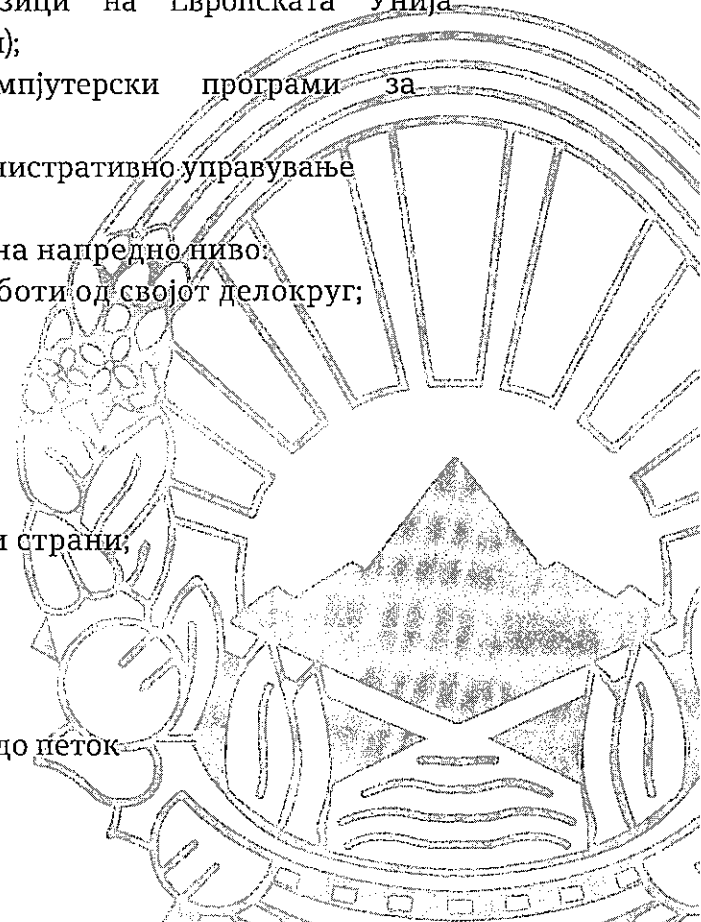 зици на Европската Унија
);
мпјутерски програми за
нистративно управување
на напредно ниво:
боти од својот делокруг;
и страни;
до петок